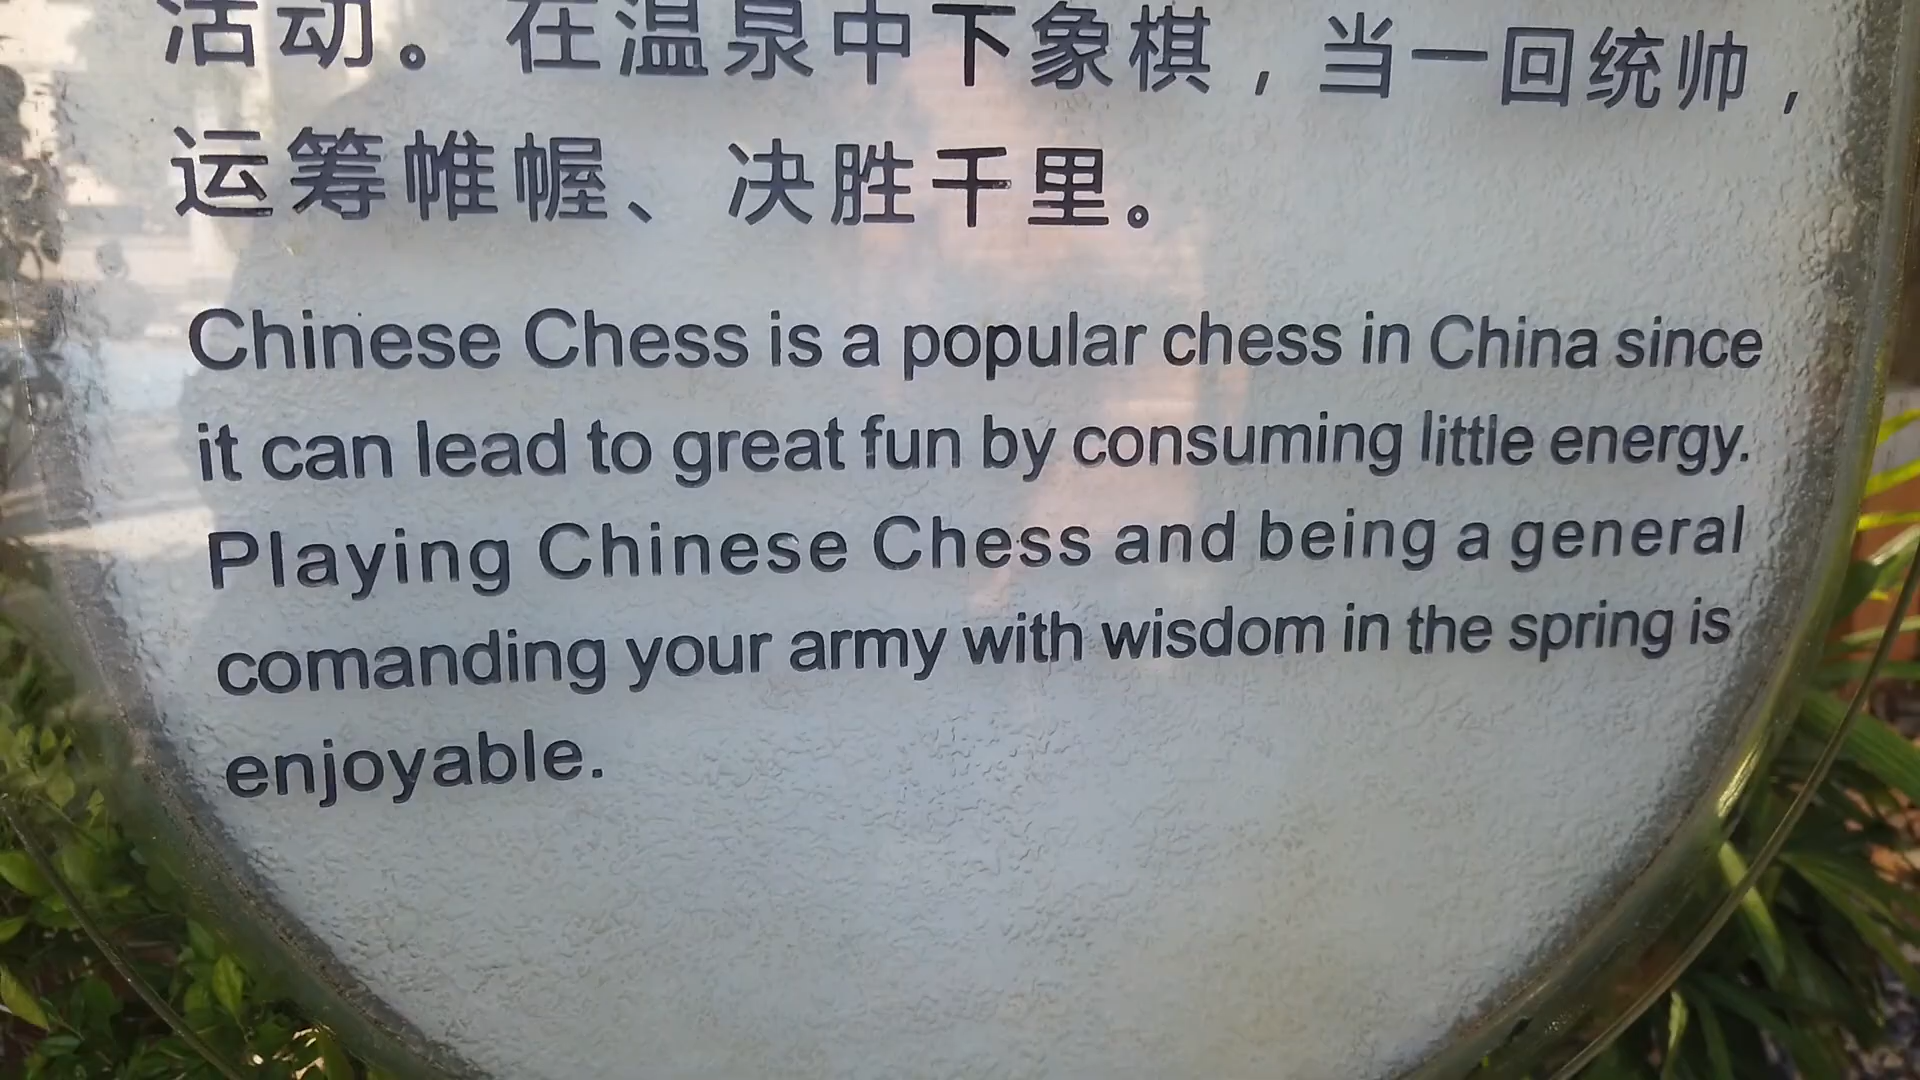 活动。在温泉中下象棋，当一回统帅，
运筹帷幄、决胜千里。
Chinese Chess is a popular chess in China since
it can lead to great fun by consuming little energy.
Playing Chinese Chess and being a general
comanding your army with wisdom in the spring is
enjoyable.